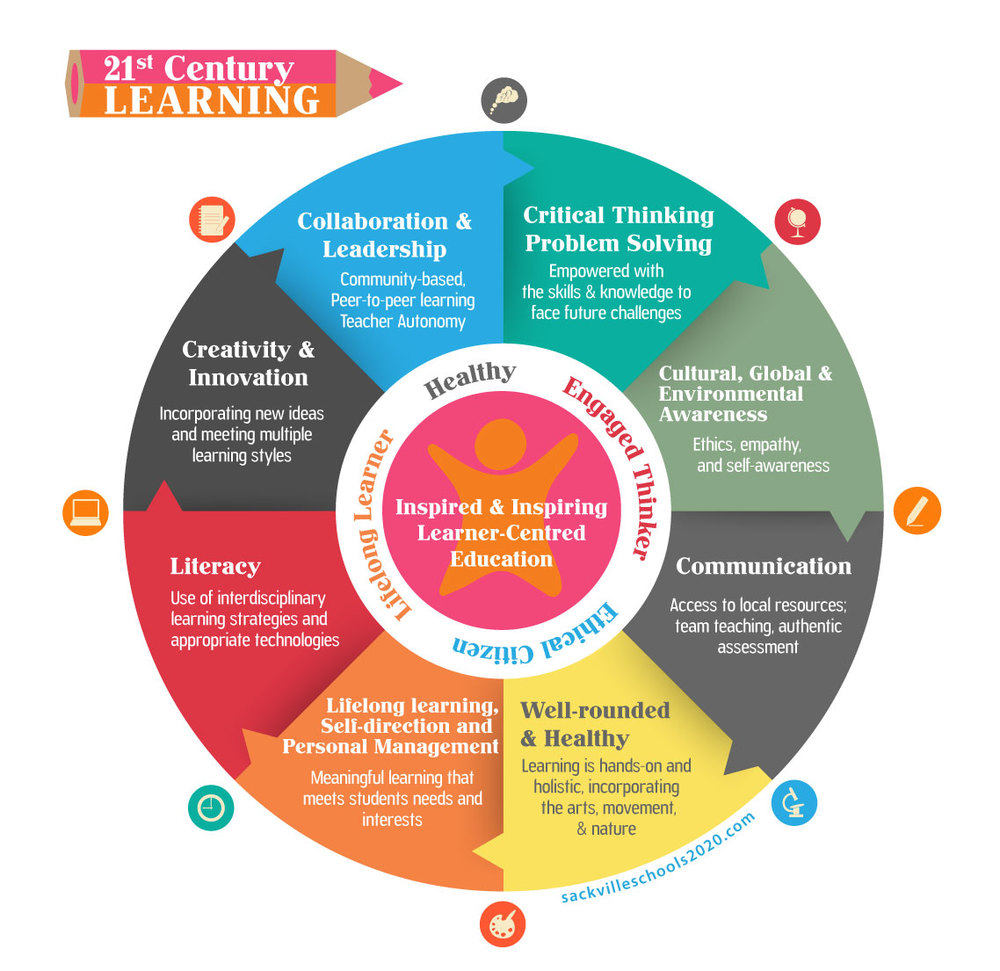 21st Century
LEARNING
Collaboration &
Leadership
Community-based,
Peer-to-peer learning
Teacher Autonomy
Critical Thinking
Problem Solving
Empowered with
the skills & knowledge to
face future challenges
Cultural, Global &
Environmental
Awareness
Ethics, empathy,
and self-awareness
Communication
Access to local resources;
team teaching, authentic
assessment
Well-rounded
& Healthy
Learning is hands-on and
holistic, incorporating
the arts, movement,
& nature
Lifelong learning,
Self-direction and
Personal Management
Meaningful learning that
meets students needs and
interests
Literacy
Use of interdisciplinary
learning strategies and
appropriate technologies
Creativity &
Innovation
Incorporating new ideas
and meeting multiple
learning styles
Healthy
Engaged Thinker
Ethical Citizen
Lifelong Learner
Inspired & Inspiring
Learner-Centred
Education
sackvilleschools2020.com